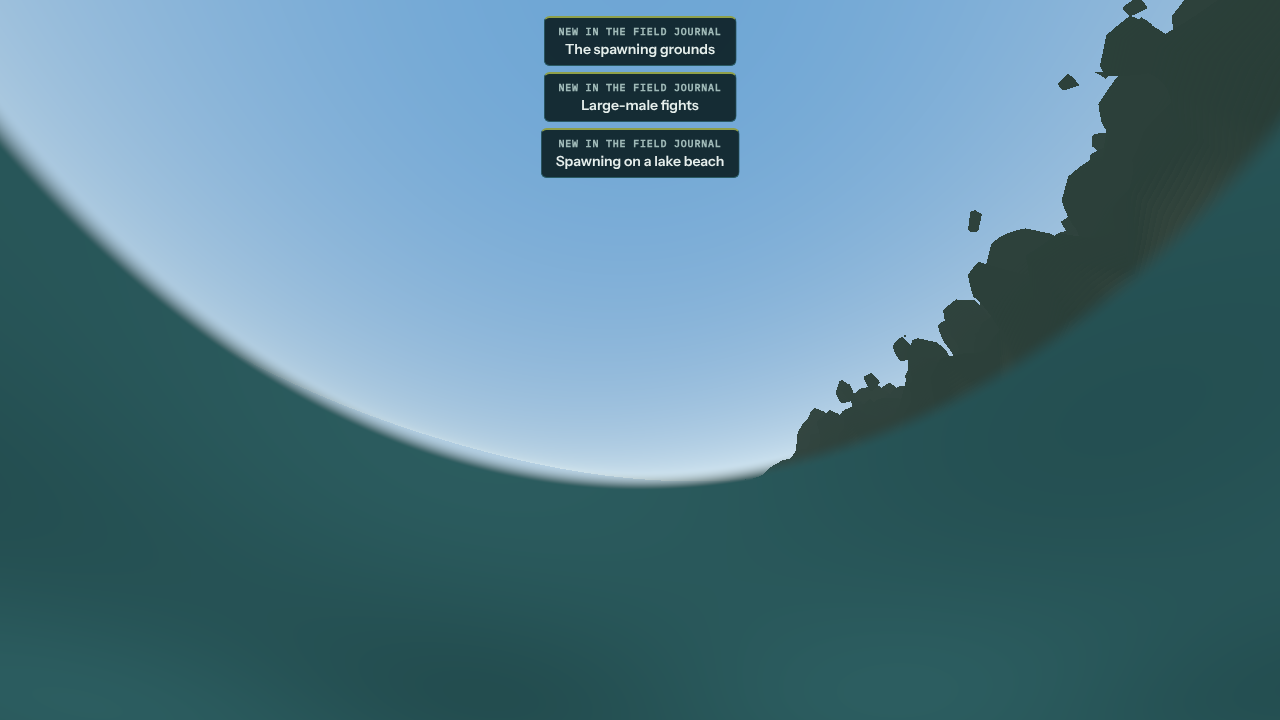 NEW IN THE FIELD JOURNAL
The spawning grounds
NEW IN THE FIELD JOURNAL
Large-male fights
NEW IN THE FIELD JOURNAL
Spawning on a lake beach